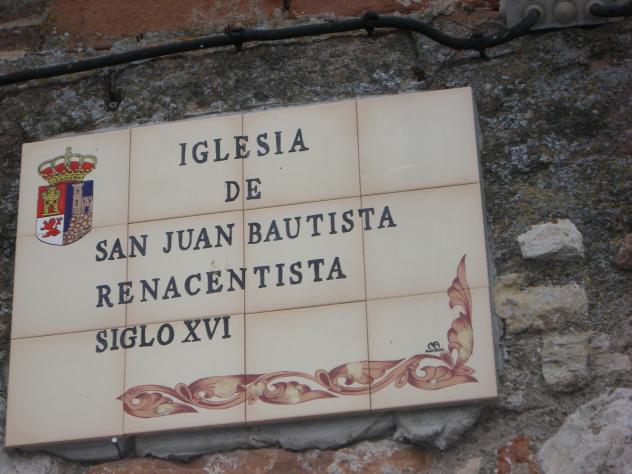 IGLESIA
DE
SAN JUAN BAUTISTA
RENACENTISTA
SIGLO XVI